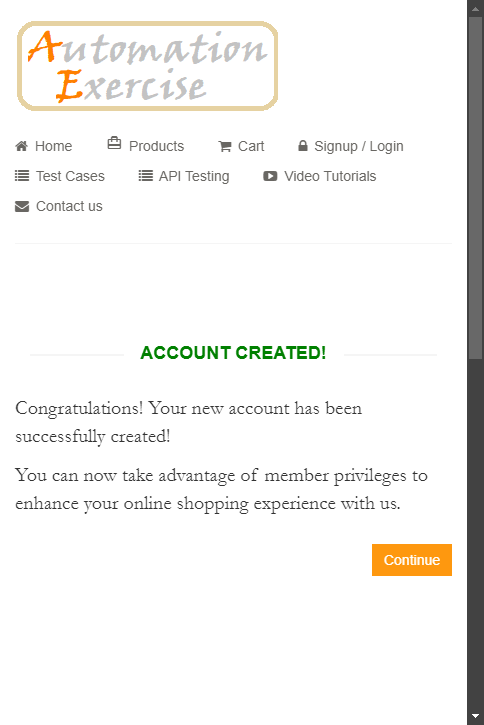 Automation
Exercise
Home Products Cart Signup / Login
Test Cases API Testing Video Tutorials
Contact us
ACCOUNT CREATED!
Congratulations! Your new account has been
successfully created!
You can now take advantage of member privileges to
enhance your online shopping experience with us.
Continue